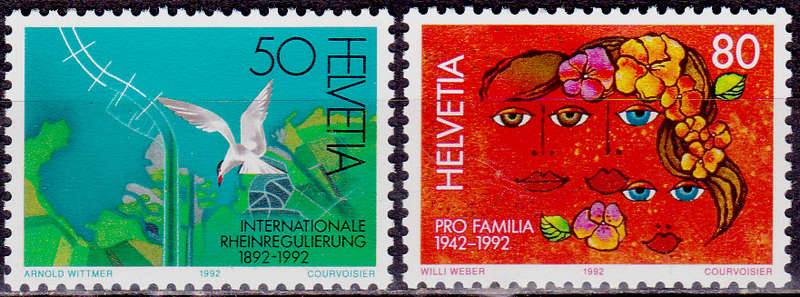 50
HELVETIA
INTERNATIONALE
RHEINREGULIERUNG
1892-1992
ARNOLD WITTMER 1992 COURVOISIER
80
HELVETIA
PRO FAMILIA
1942-1992
WILLI WEBER 1992 COURVOISIER